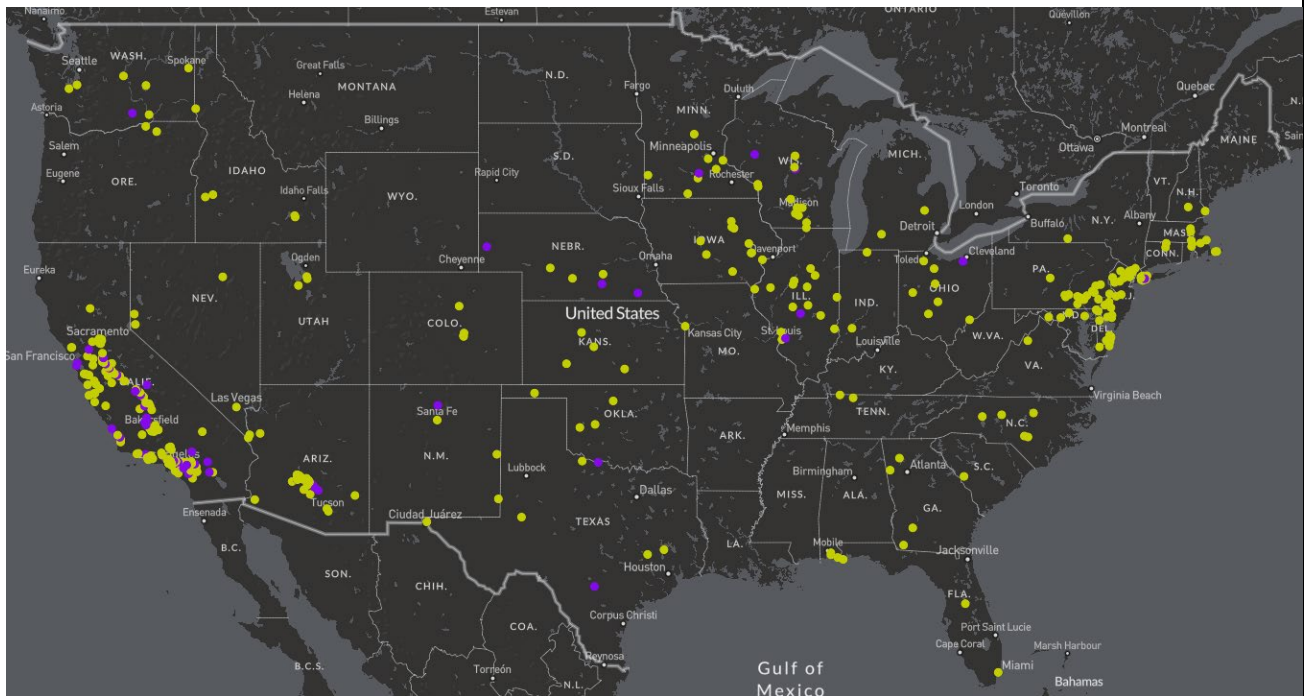 Nanaimo
Estevan
ONTARIO
Quévillon
WASH.
Seattle
Spokane
Great Falls
MONTANA
N.D.
Fargo
Duluth
Quebec
Helena
MINN.
Astoria
Billings
Montreal
Ottawa
MAINE
Salem
Minneapolis
MICH.
Eugene
ORE.
IDAHO
S.D.
Rapid City
Rochester
Toronto
VT.
Idaho Falls
WYO.
Sioux Falls
N.H.
Madison
London
Buffalo
N.Y.
Albany
Detroit
MAS
IOWA
NEBR.
Davenport
Toledo
Cleveland
CONN.
Ogden
Cheyenne
Omaha
Eureka
PA.
NEV.
ILL.
IND.
OHIO
UTAH
COLO.
United States
Sacramento
Kansas City
St. Louis
W.VA.
DEL
San Francisco
KANS.
MO.
Louisville
VA.
KY.
Las Vegas
Virginia Beach
Bakersfield
Santa Fe
OKLA.
TENN.
N.C.
Memphis
ARK.
ARIZ.
N.M.
Lubbock
Birmingham
Atlanta
S.C.
Tucson
Dallas
MISS.
ALA.
GA.
Ensenada
Ciudad Juárez
TEXAS
LA.
Mobile
Jacksonville
B.C.
SON.
CHIH.
Houston
FLA.
Corpus Christi
COA.
Port Saint Lucie
Cape Coral
Marsh Harbour
B.C.S.
Reynosa
Torreón
N.L.
Gulf of
Mexico
Miami
Bahamas